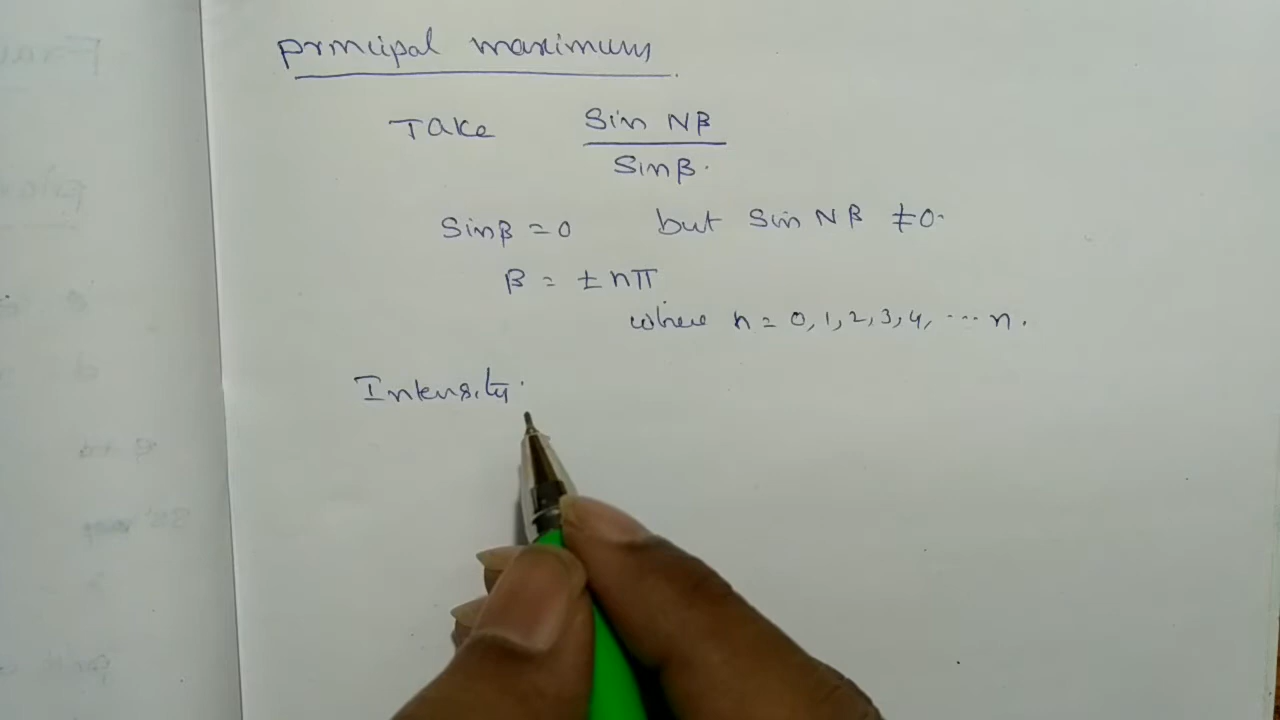 principal maximum
Take Sin Nβ
Sinβ.
Sinβ = 0 but Sin Nβ ≠ 0.
β = ± nπ
where n = 0, 1, 2, 3, 4, ... n.
Intensity